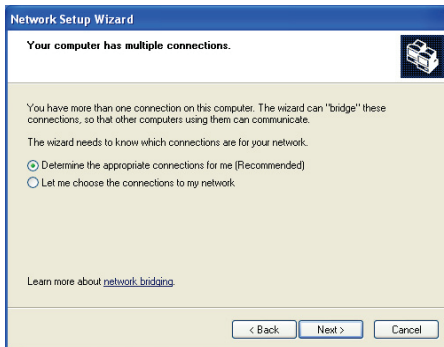 Network Setup Wizard
Your computer has multiple connections.
You have more than one connection on this computer. The wizard can "bridge" these
connections, so that other computers using them can communicate.
The wizard needs to know which connections are for your network.
Determine the appropriate connections for me (Recommended)
Let me choose the connections to my network
Learn more about network bridging.
< Back Next > Cancel